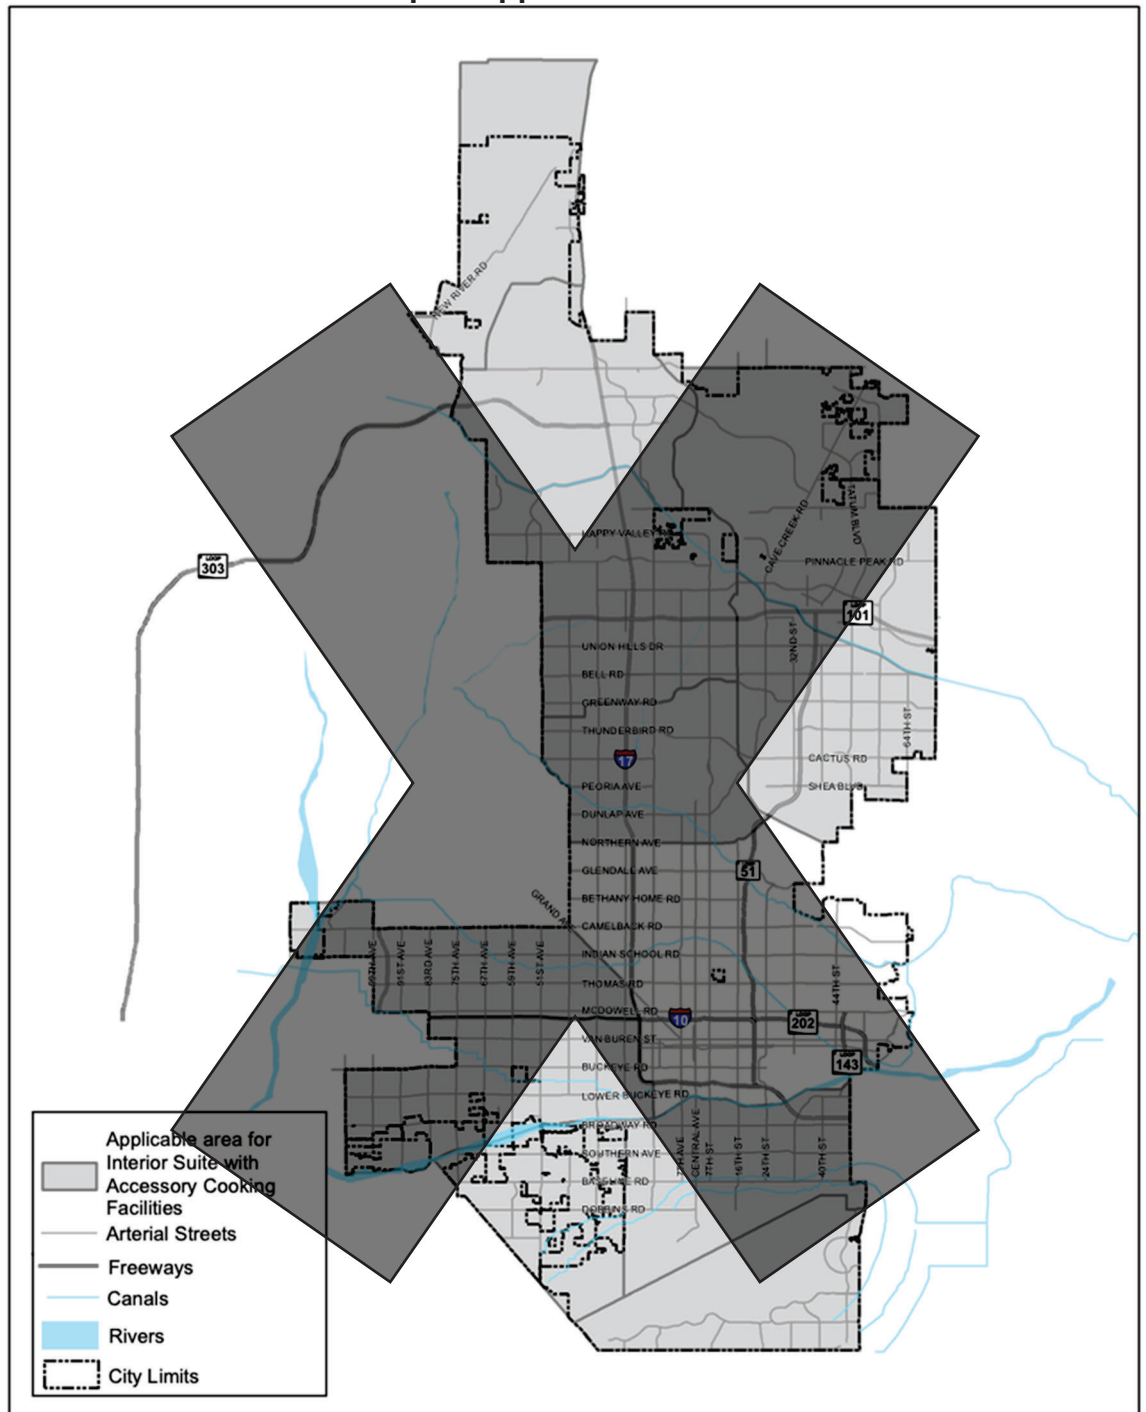 NEW RIVER RD
HAPPY VALLEY RD
CAVE CREEK RD
TATUM BLVD
PINNACLE PEAK RD
LOOP
303
LOOP
101
32ND ST
UNION HILLS DR
BELL RD
GREENWAY RD
THUNDERBIRD RD
64TH ST
17
CACTUS RD
PEORIA AVE
SHEA BLVD
DUNLAP AVE
NORTHERN AVE
GLENDALE AVE
51
BETHANY HOME RD
GRAND AVE
CAMELBACK RD
99TH AVE
91ST AVE
83RD AVE
75TH AVE
67TH AVE
59TH AVE
51ST AVE
INDIAN SCHOOL RD
THOMAS RD
44TH ST
MCDOWELL RD
10
LOOP
202
VAN BUREN ST
LOOP
143
BUCKEYE RD
LOWER BUCKEYE RD
BROADWAY RD
SOUTHERN AVE
7TH AVE
CENTRAL AVE
7TH ST
16TH ST
24TH ST
40TH ST
BASELINE RD
DOBBINS RD
Applicable area for
Interior Suite with
Accessory Cooking
Facilities
Arterial Streets
Freeways
Canals
Rivers
City Limits